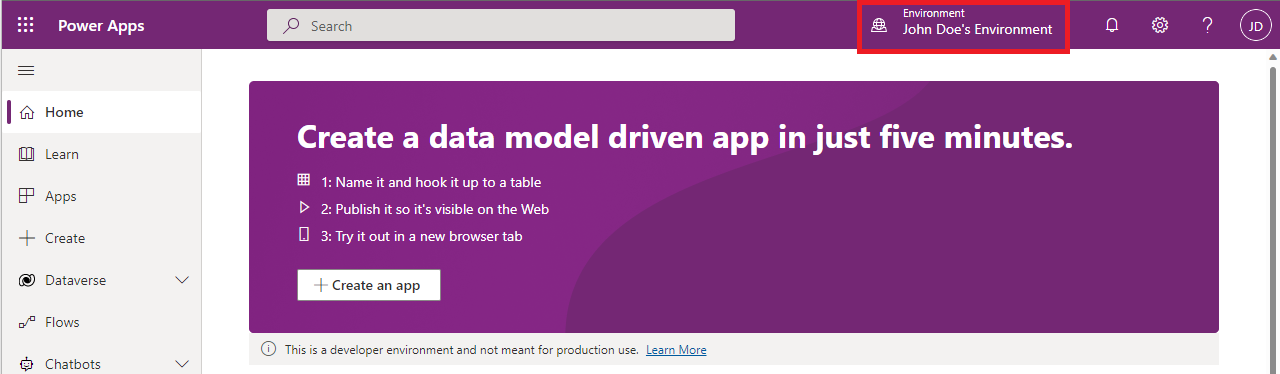 Power Apps
Search
Environment
John Doe's Environment
?
JD
Home
Learn
Apps
Create
Dataverse
Flows
Chatbots
Create a data model driven app in just five minutes.
1: Name it and hook it up to a table
2: Publish it so it's visible on the Web
3: Try it out in a new browser tab
Create an app
This is a developer environment and not meant for production use. Learn More